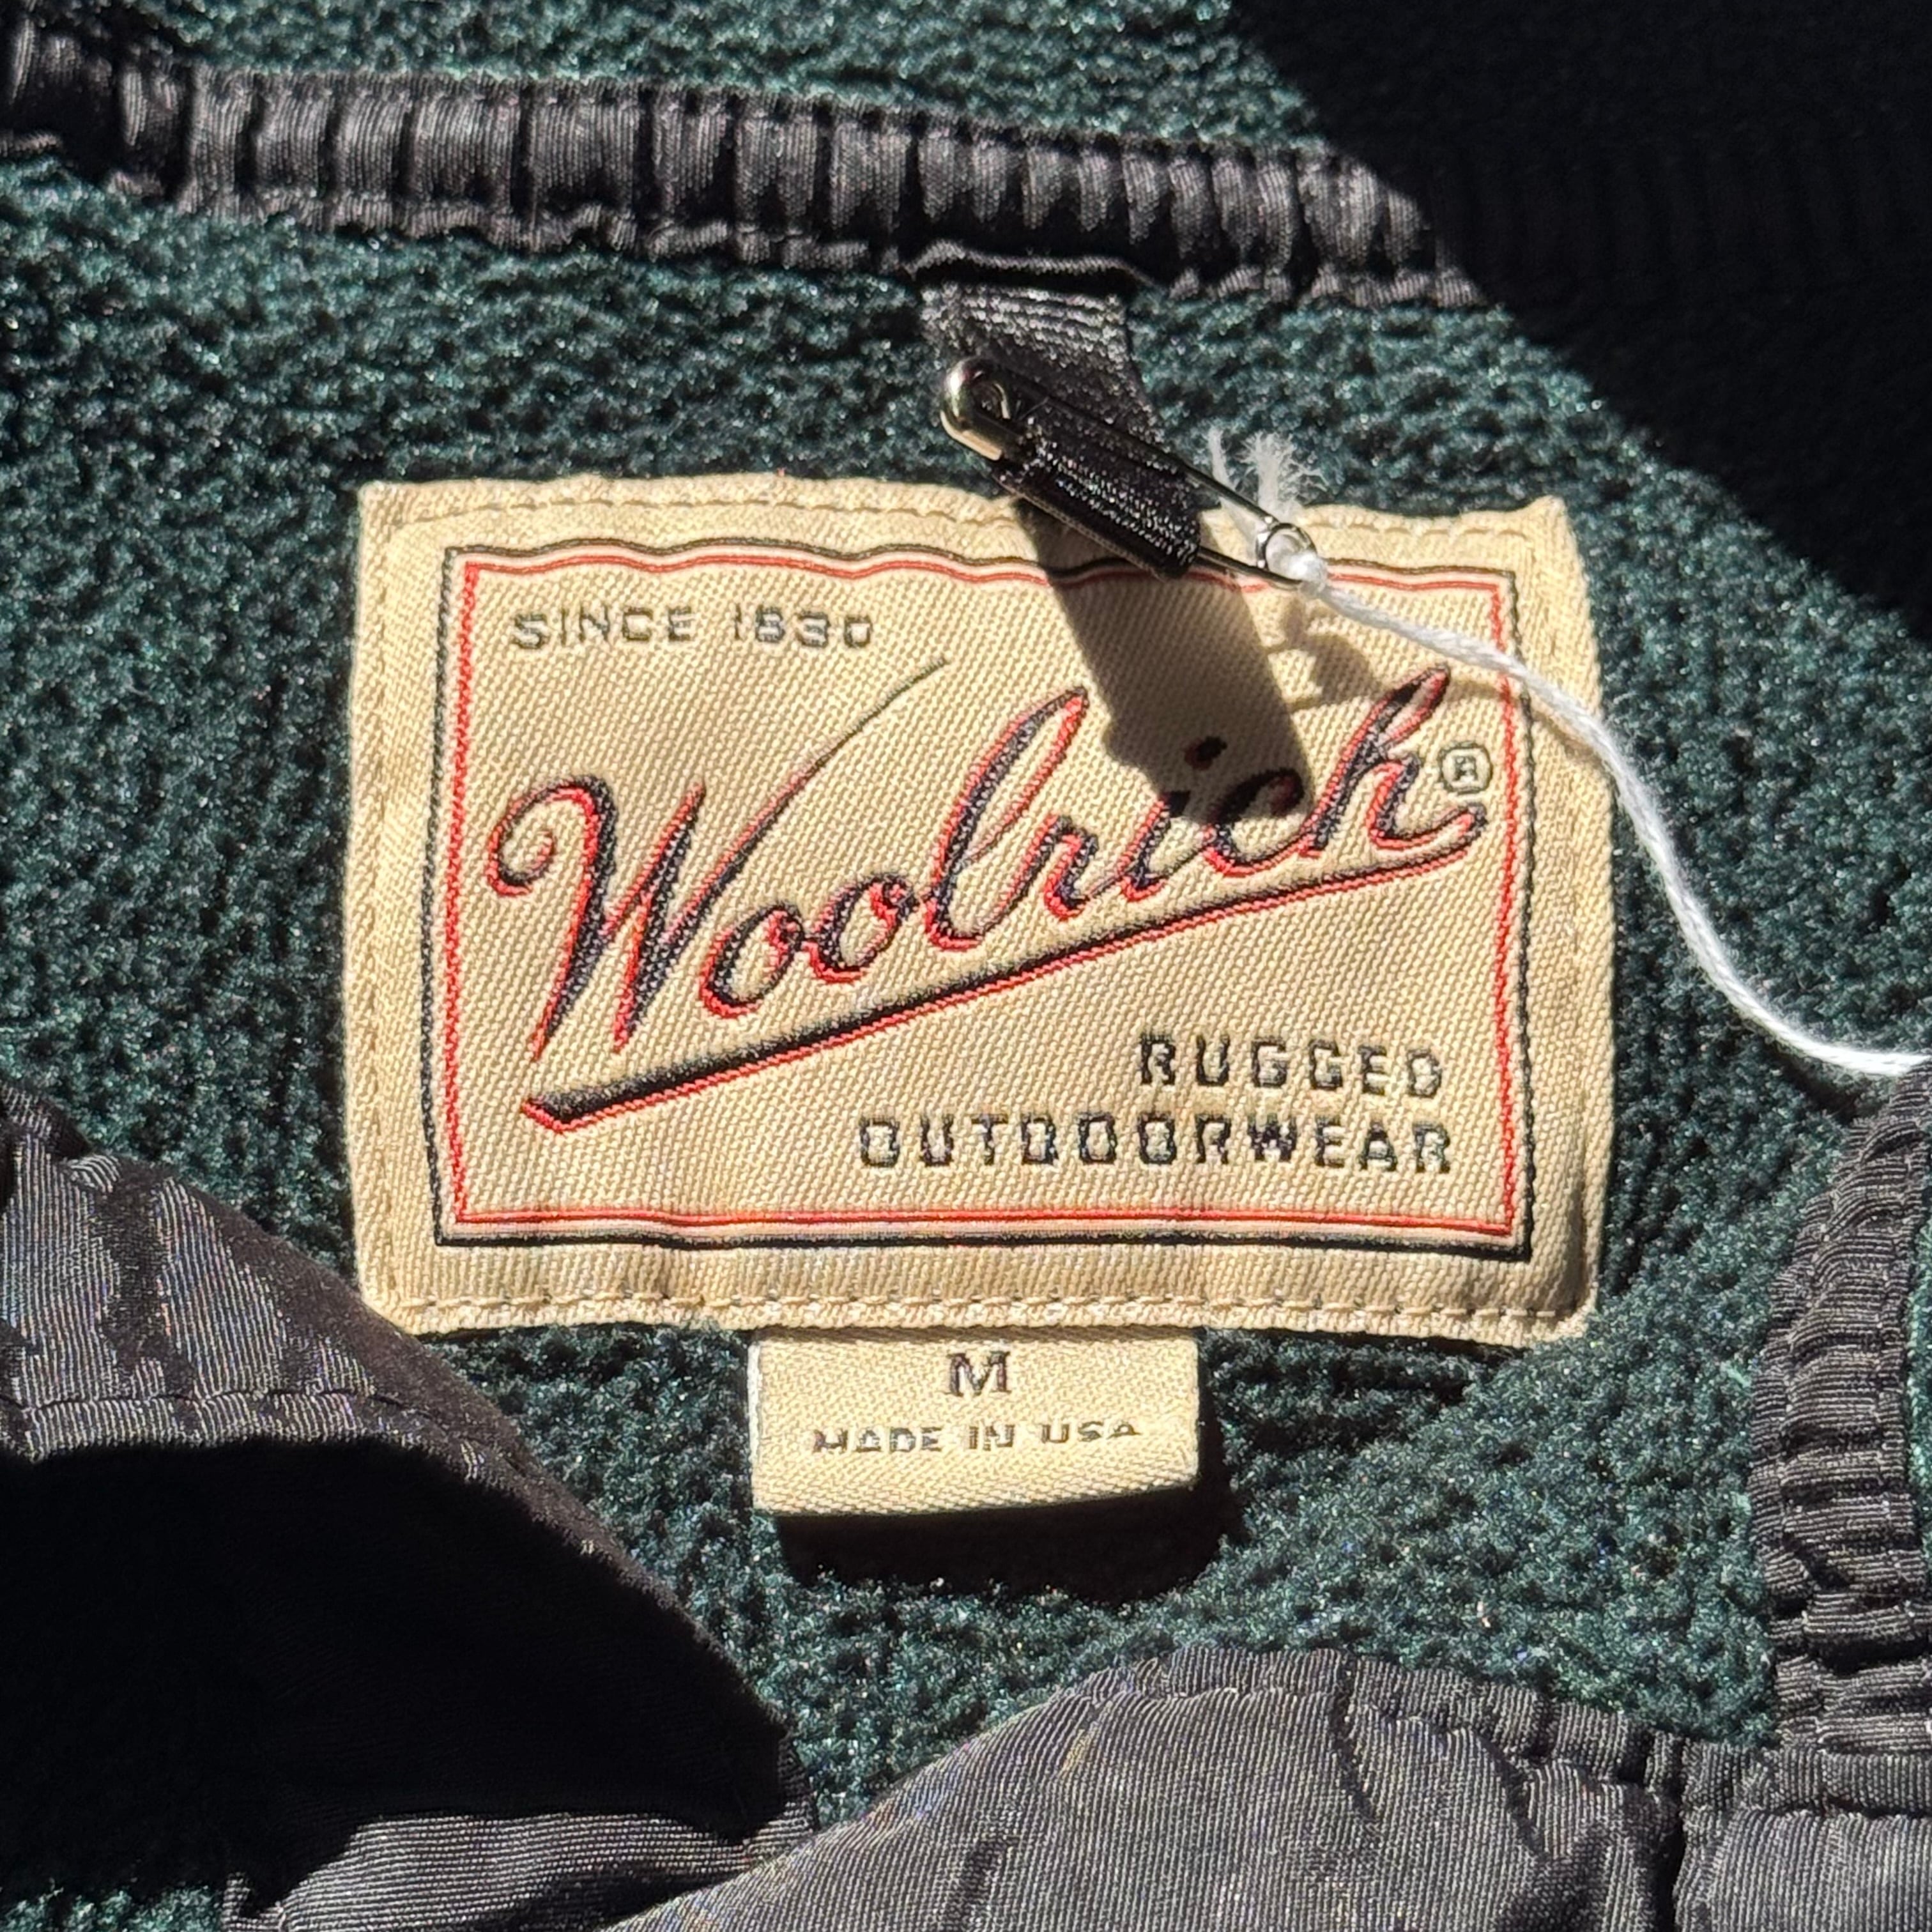 SINCE 1830
Woolrich®
RUGGED
OUTDOORWEAR
M
MADE IN USA